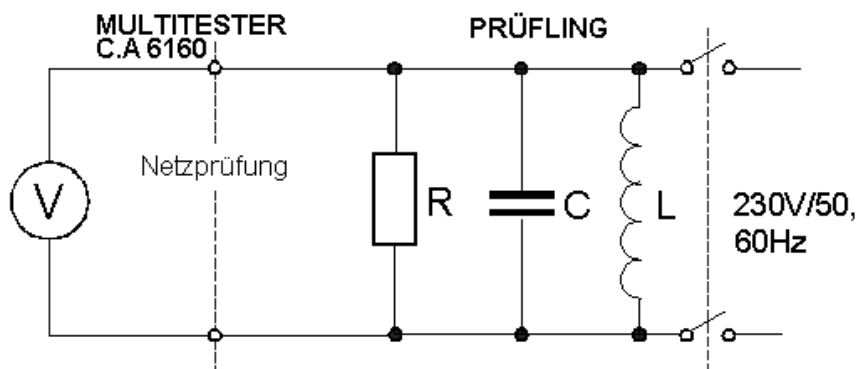 MULTITESTER
C.A 6160
PRÜFLING
Netzprüfung
V
R
C
L
230V/50,
60Hz